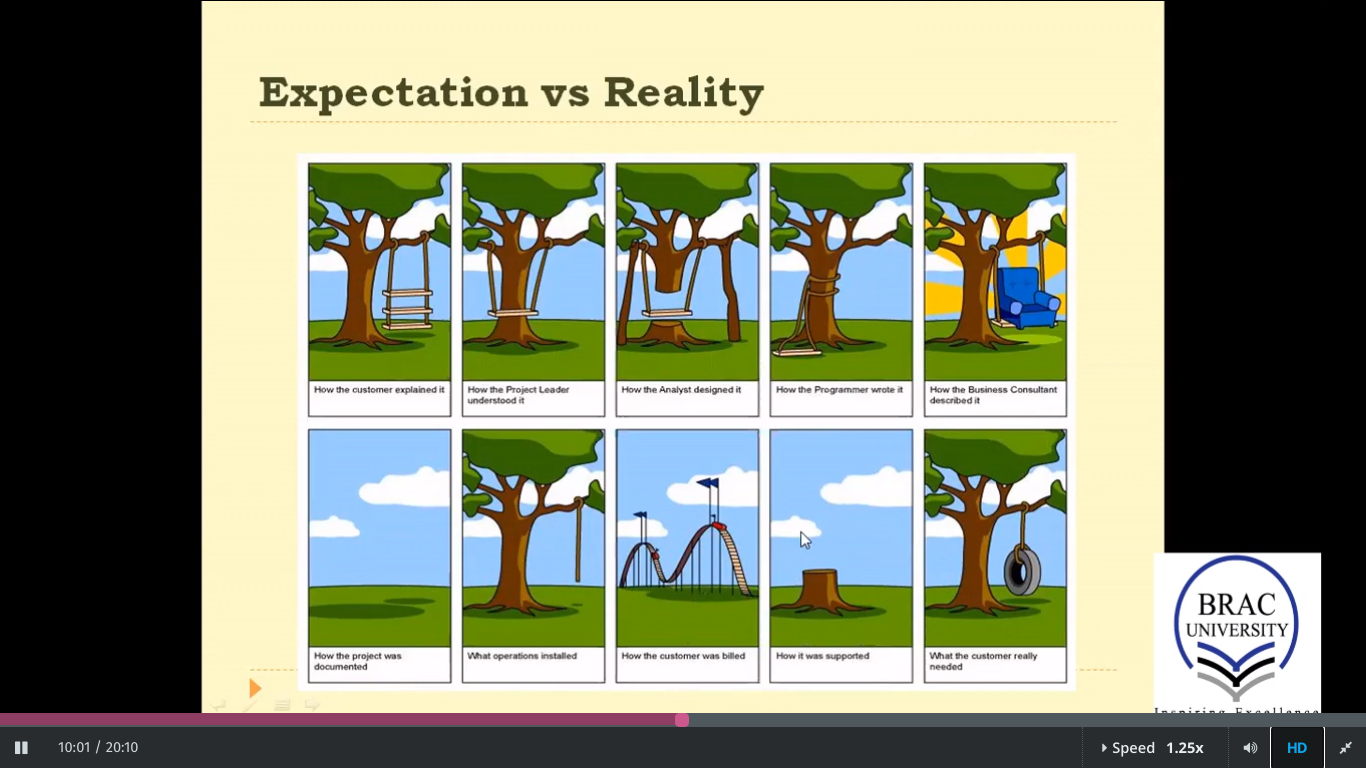 Expectation vs Reality
How the customer explained it
How the Project Leader
understood it
How the Analyst designed it
How the Programmer wrote it
How the Business Consultant
described it
How the project was
documented
What operations installed
How the customer was billed
How it was supported
What the customer really
needed
BRAC
UNIVERSITY
Inspiring Excellence
10:01 / 20:10
Speed 1.25x
HD